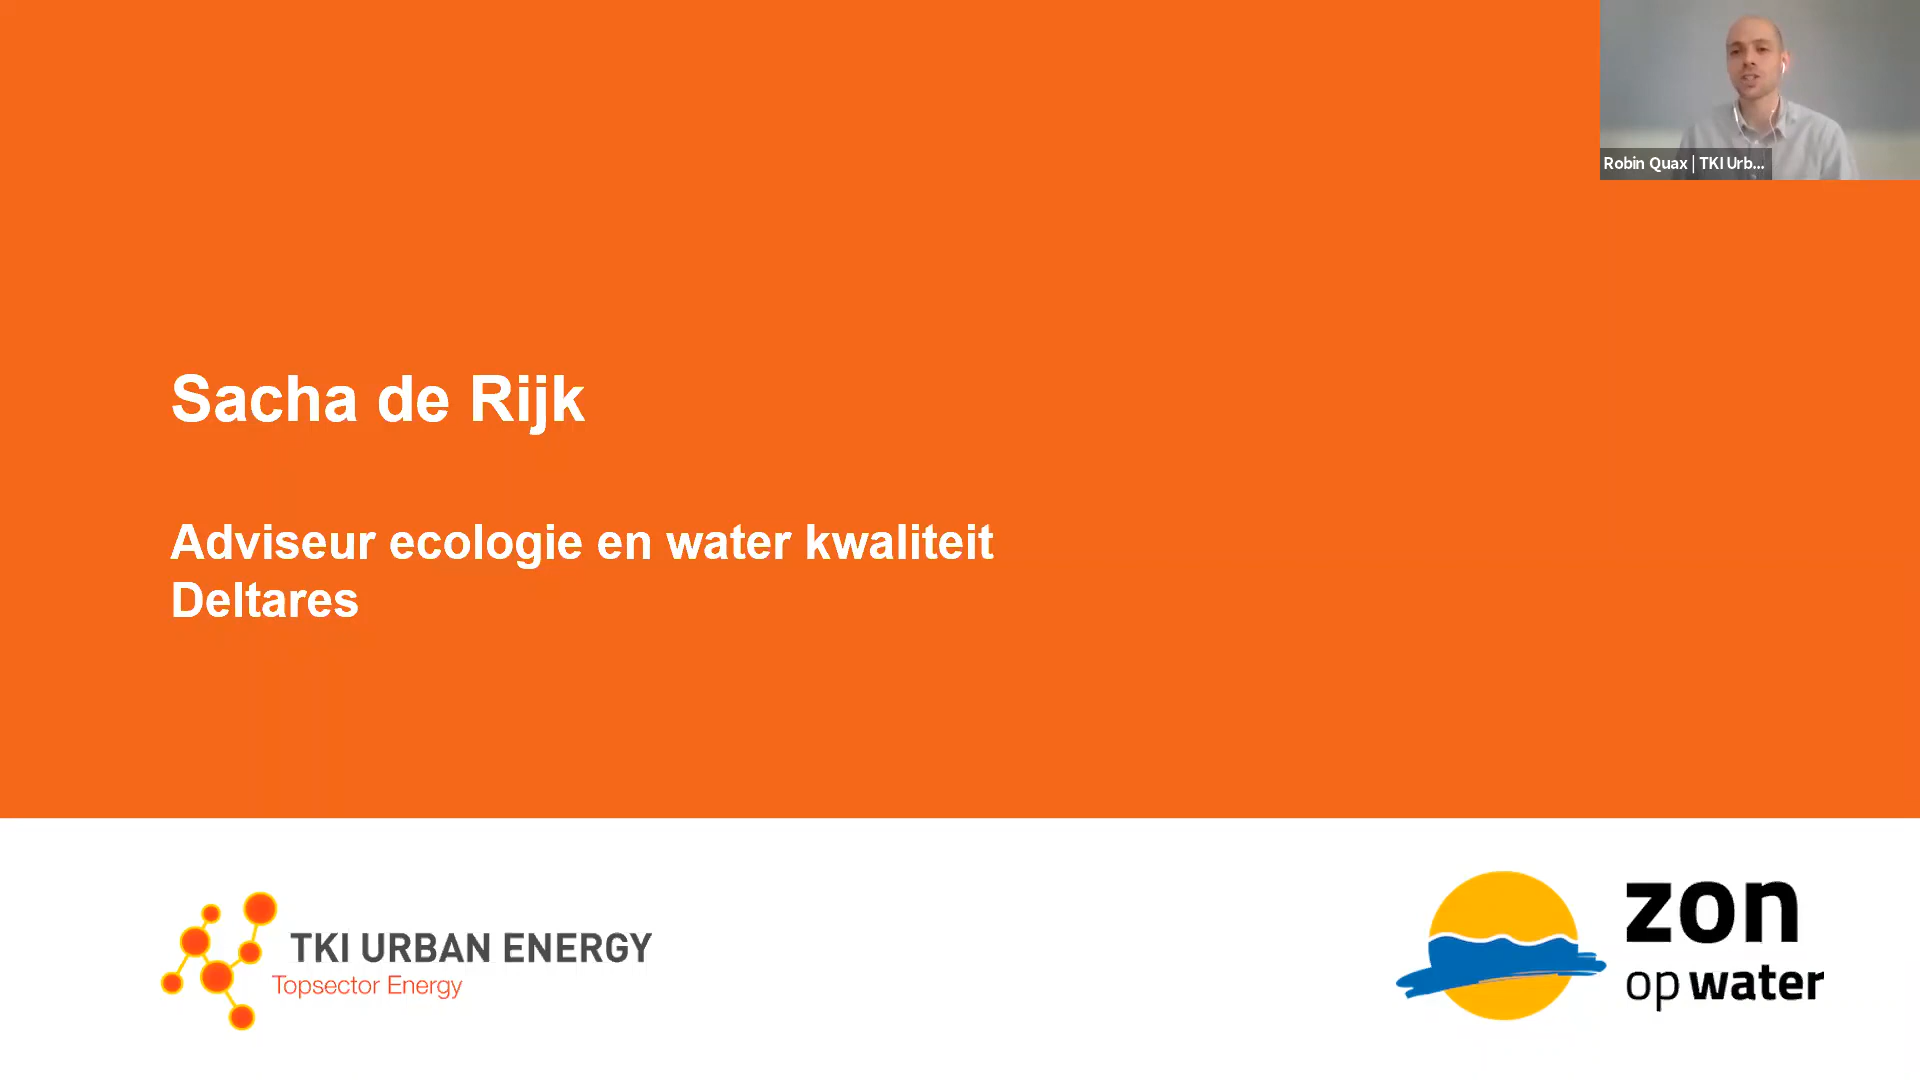 Robin Quax | TKI Urb...
Sacha de Rijk
Adviseur ecologie en water kwaliteit
Deltares
TKI URBAN ENERGY
Topsector Energy
zon
op water